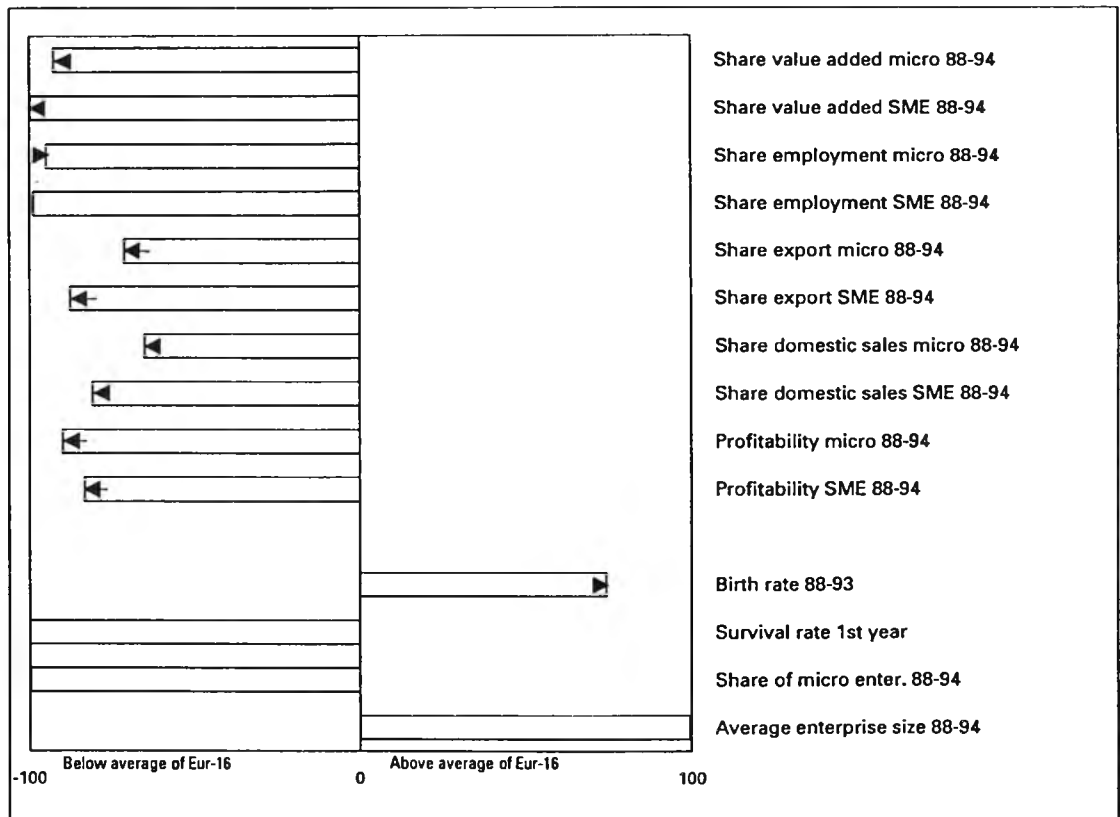 Share value added micro 88-94
Share value added SME 88-94
Share employment micro 88-94
Share employment SME 88-94
Share export micro 88-94
Share export SME 88-94
Share domestic sales micro 88-94
Share domestic sales SME 88-94
Profitability micro 88-94
Profitability SME 88-94
Birth rate 88-93
Survival rate 1st year
Share of micro enter. 88-94
Average enterprise size 88-94
Below average of Eur-16 Above average of Eur-16
-100 0 100